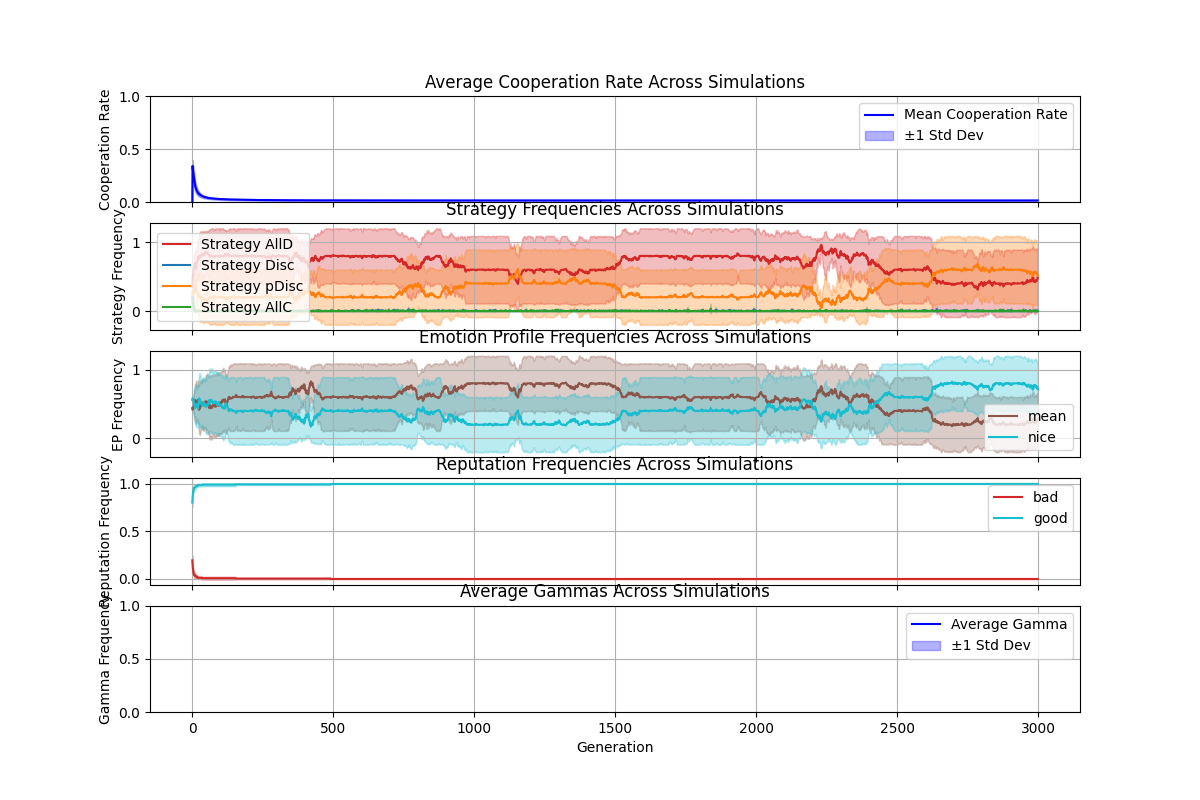 Average Cooperation Rate Across Simulations
Cooperation Rate
1.0
0.5
0.0
Mean Cooperation Rate
±1 Std Dev
Strategy Frequencies Across Simulations
Strategy Frequency
1
0
Strategy AllD
Strategy Disc
Strategy pDisc
Strategy AllC
Emotion Profile Frequencies Across Simulations
EP Frequency
1
0
mean
nice
Reputation Frequencies Across Simulations
Reputation Frequency
1.0
0.5
0.0
bad
good
Average Gammas Across Simulations
Gamma Frequency
1.0
0.5
0.0
Average Gamma
±1 Std Dev
0 500 1000 1500 2000 2500 3000
Generation